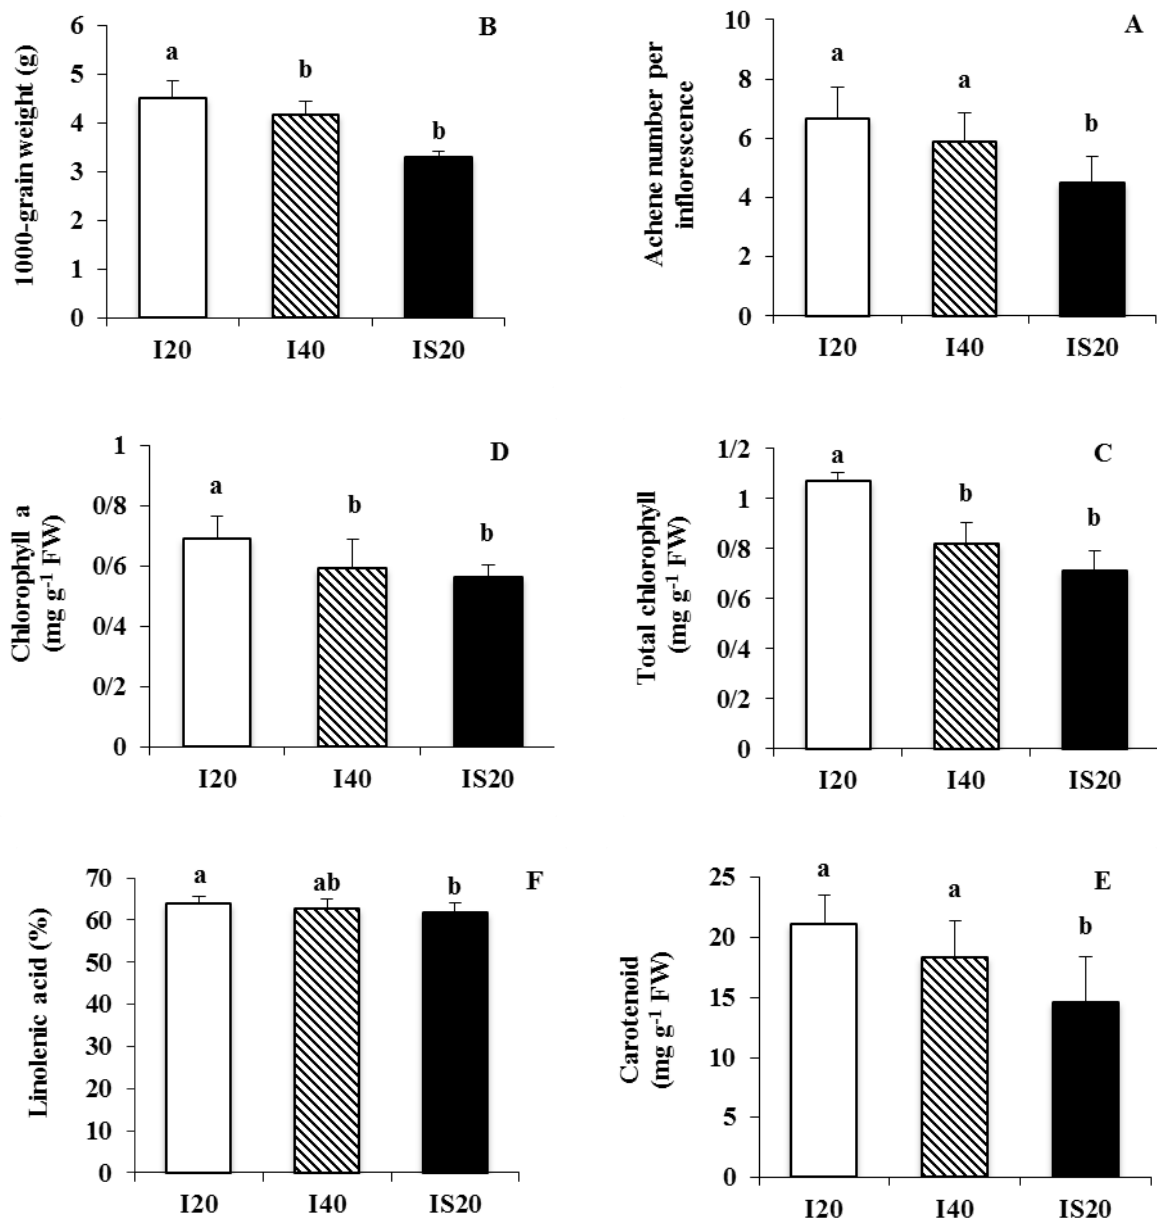 B
1000-grain weight (g)
6
5
4
3
2
1
0
a
b
b
I20
I40
IS20
A
Achene number per
inflorescence
10
8
6
4
2
0
a
a
b
I20
I40
IS20
D
Chlorophyll a
(mg g-1 FW)
1
0/8
0/6
0/4
0/2
0
a
b
b
I20
I40
IS20
C
Total chlorophyll
(mg g-1 FW)
1/2
1
0/8
0/6
0/4
0/2
0
a
b
b
I20
I40
IS20
F
Linolenic acid (%)
70
60
50
40
30
20
10
0
a
ab
b
I20
I40
IS20
E
Carotenoid
(mg g-1 FW)
25
20
15
10
5
0
a
a
b
I20
I40
IS20